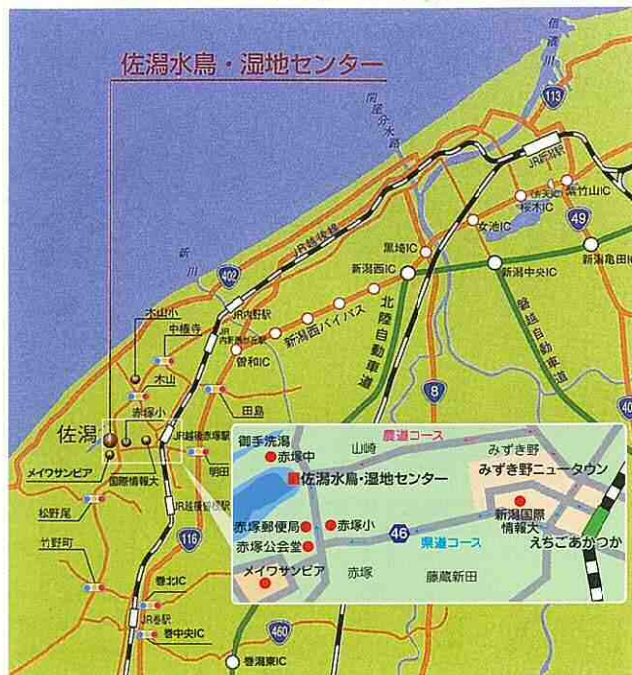 佐潟水鳥・湿地センター
信濃川
関屋分水路
113
JR新潟駅
紫竹山IC
(弁天IC)
桜木IC
女池IC
49
黒埼IC
新潟亀田IC
新潟西IC
新潟中央IC
JR越後線
新川
402
JR内野駅
JR内野西が丘駅
新潟西バイパス
北陸自動車道
磐越自動車道
曽和IC
木山小
中権寺
木山
8
赤塚小
田島
佐潟
JR越後赤塚駅
メイワサンピア
国際情報大
明田
松野尾
JR越後曽根駅
竹野町
116
巻北IC
JR巻駅
巻中央IC
460
巻潟東IC
農道コース
御手洗潟
山崎
みずき野
赤塚中
みずき野ニュータウン
佐潟水鳥・湿地センター
赤塚郵便局
赤塚小
46
新潟国際
情報大
赤塚公会堂
県道コース
えちごあかつか
メイワサンピア
赤塚
藤蔵新田